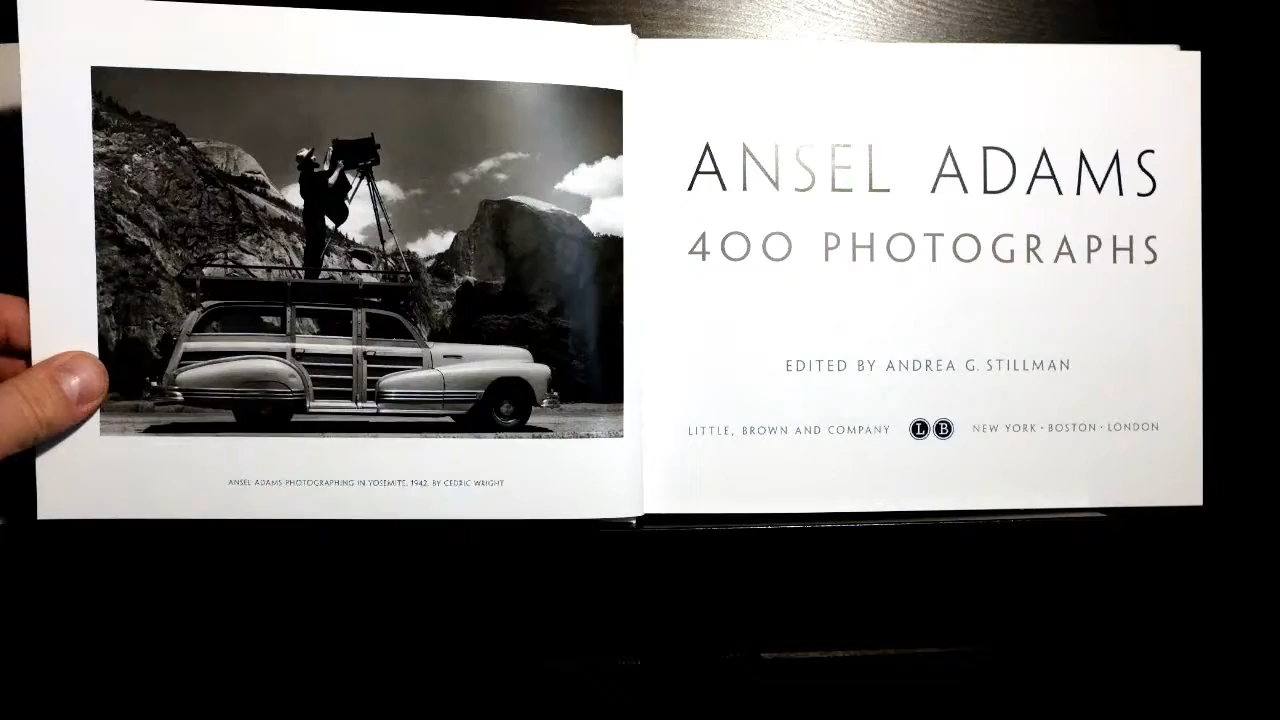 ANSEL ADAMS PHOTOGRAPHING IN YOSEMITE, 1942, BY CEDRIC WRIGHT
ANSEL ADAMS
400 PHOTOGRAPHS
EDITED BY ANDREA G. STILLMAN
LITTLE, BROWN AND COMPANY L B NEW YORK · BOSTON · LONDON